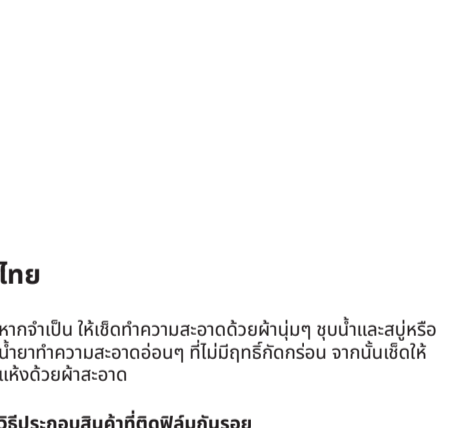 ไทย
หากจำเป็น ให้เช็ดทำความสะอาดด้วยผ้านุ่มๆ ชุบน้ำและสบู่หรือ
น้ำยาทำความสะอาดอ่อนๆ ที่ไม่มีฤทธิ์กัดกร่อน จากนั้นเช็ดให้
แห้งด้วยผ้าสะอาด
วิธีประกอบสินค้าที่ติดฟิล์มกันรอย